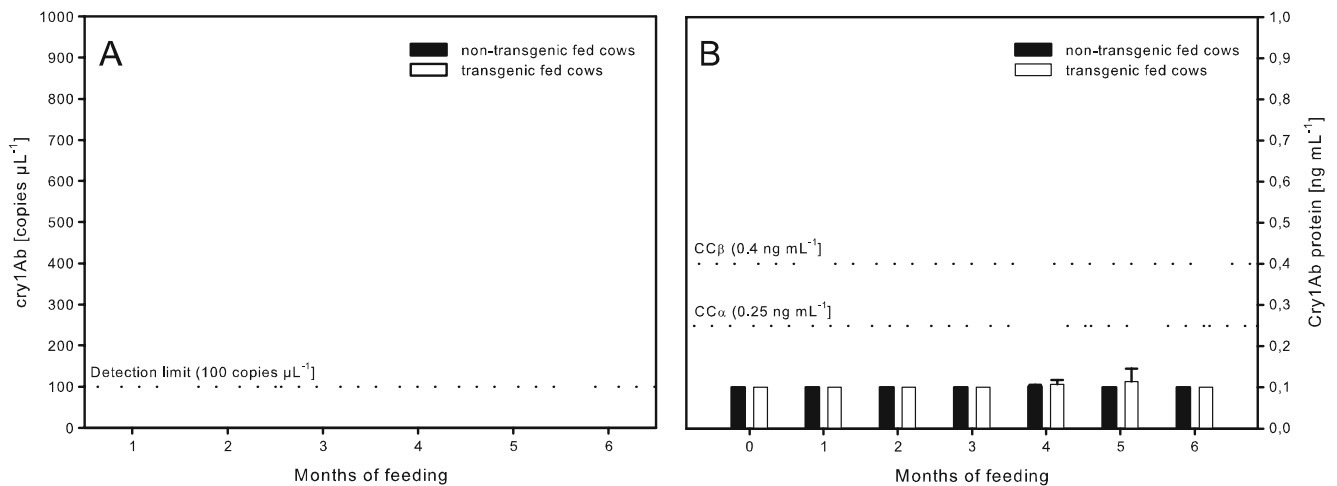 A
non-transgenic fed cows
transgenic fed cows
cry1Ab [copies µL⁻¹]
1000
900
800
700
600
500
400
300
200
100
0
Detection limit (100 copies µL⁻¹]
1 2 3 4 5 6
Months of feeding
B
non-transgenic fed cows
transgenic fed cows
CCβ (0.4 ng mL⁻¹]
CCα (0.25 ng mL⁻¹]
1,0
0,9
0,8
0,7
0,6
0,5
0,4
0,3
0,2
0,1
0,0
Cry1Ab protein [ng mL⁻¹]
0 1 2 3 4 5 6
Months of feeding